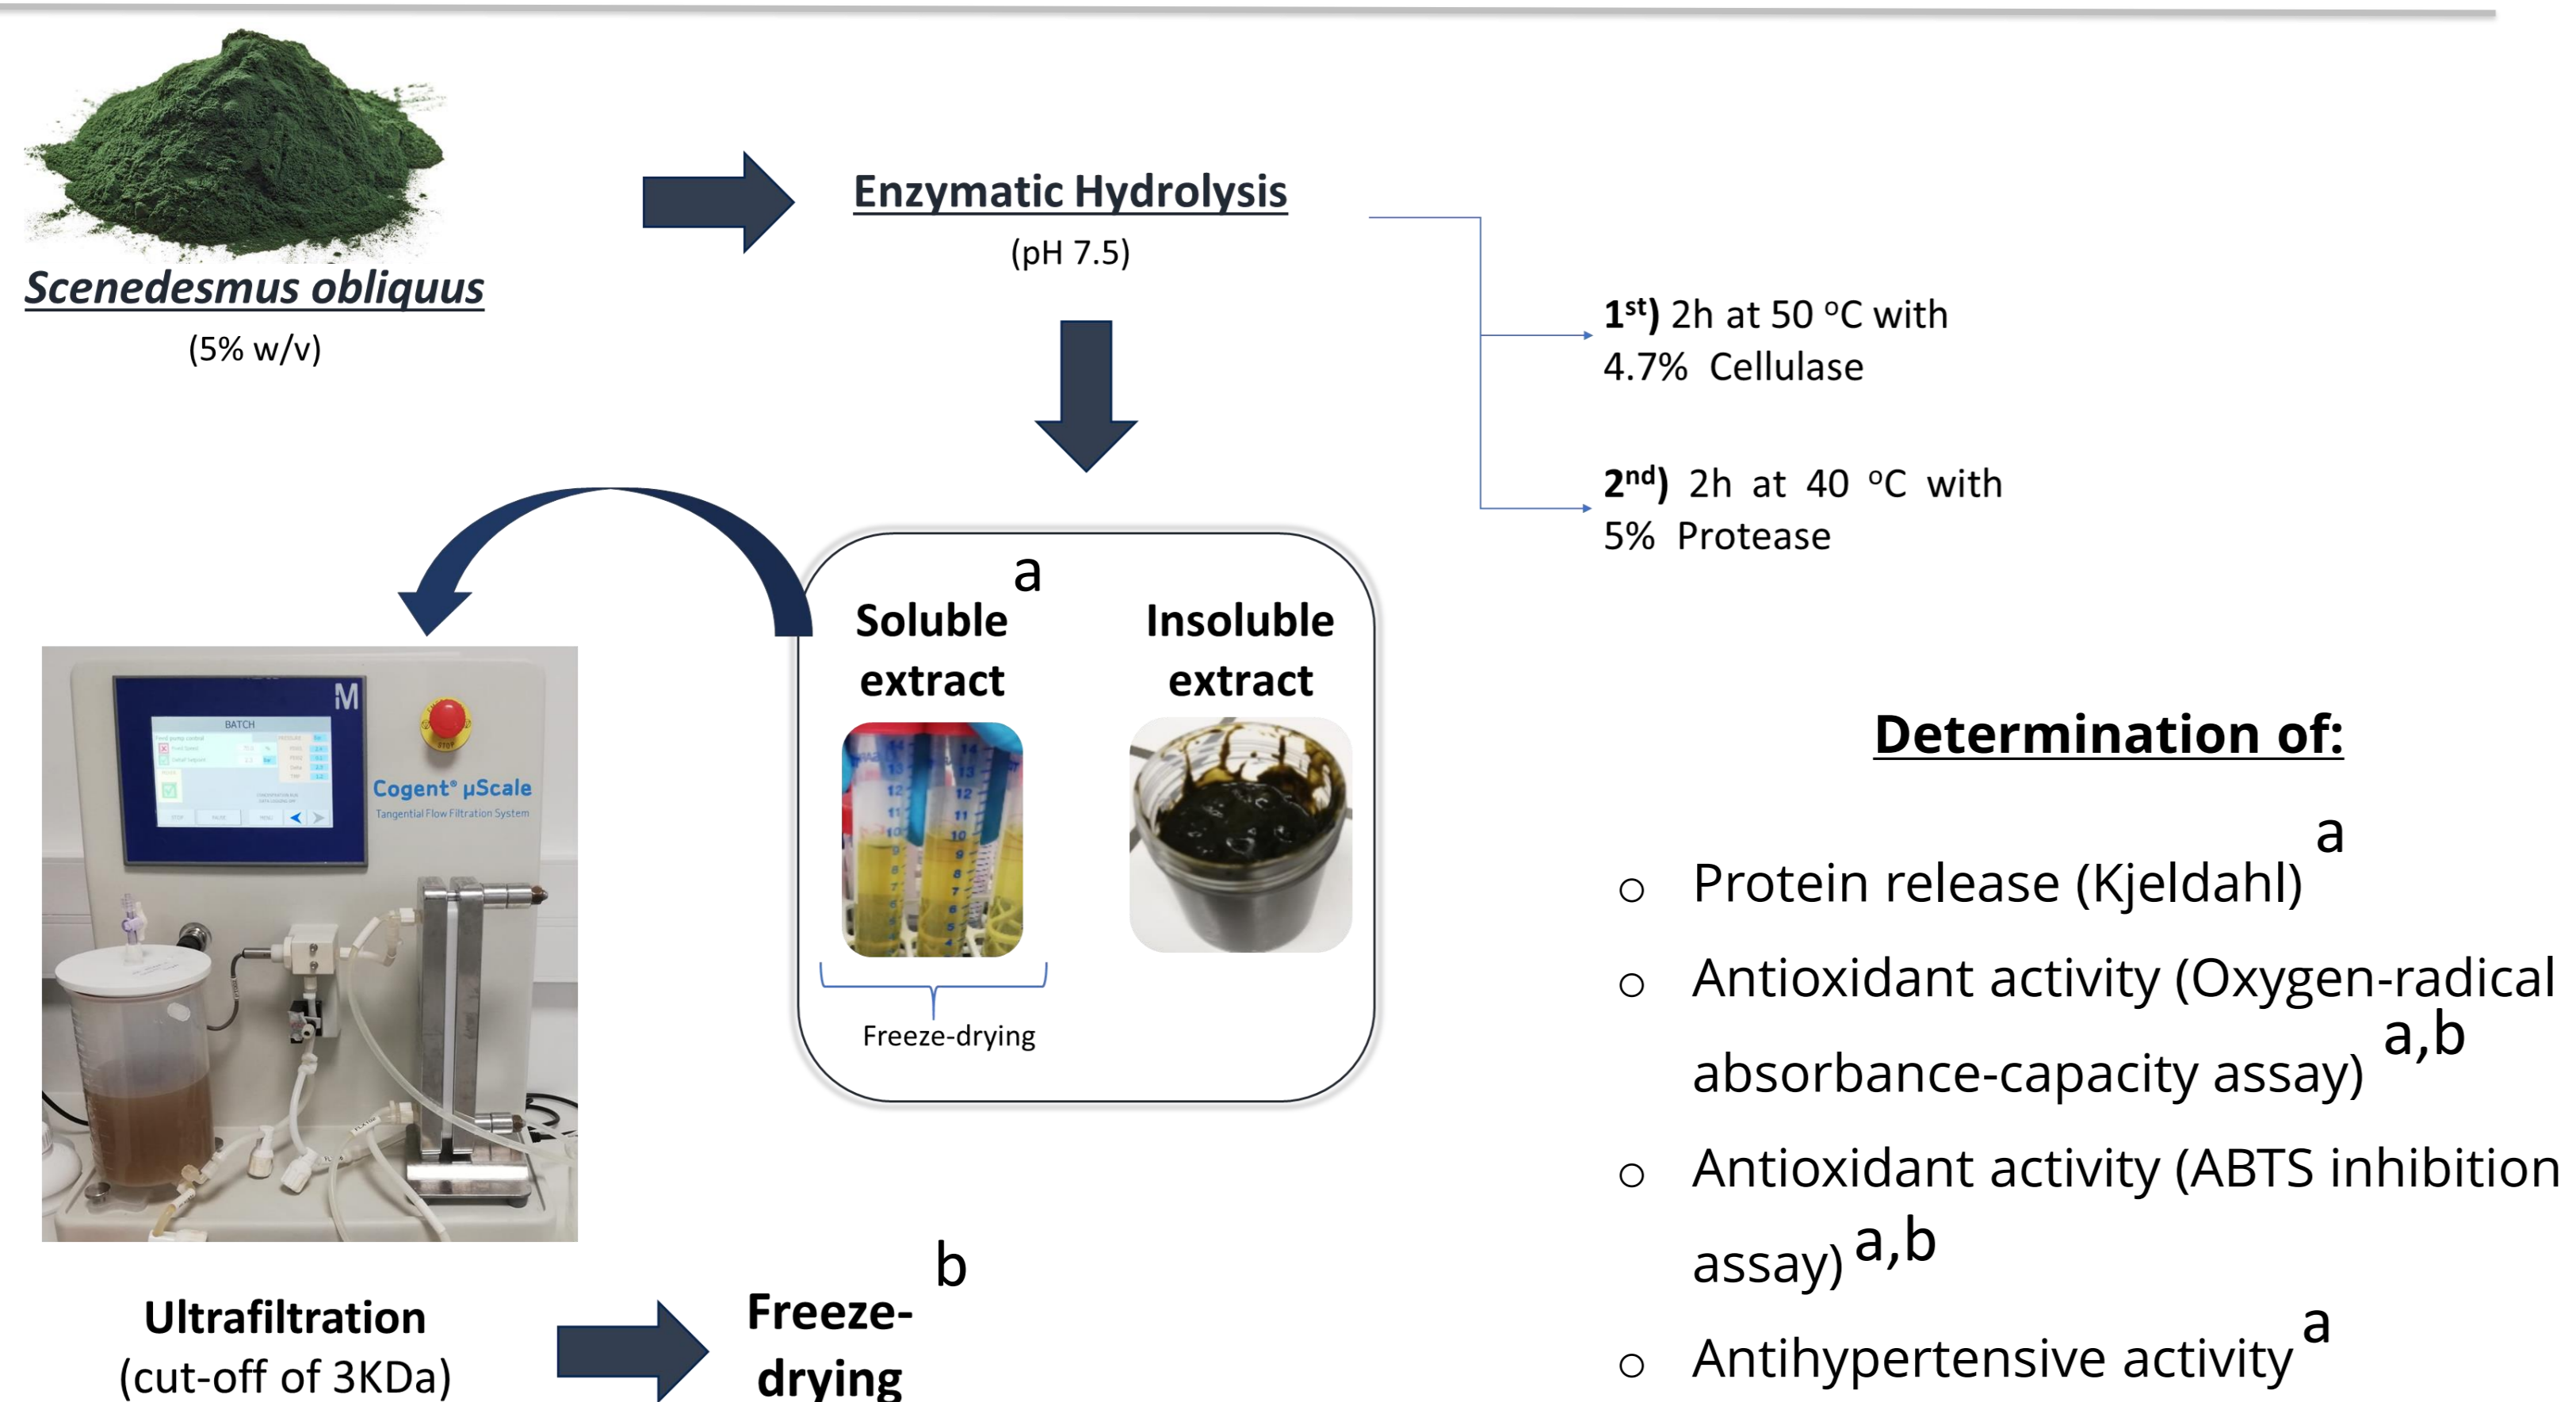 Scenedesmus obliquus
(5% w/v)
Enzymatic Hydrolysis
(pH 7.5)
1st) 2h at 50 ºC with
4.7% Cellulase
2nd) 2h at 40 ºC with
5% Protease
a
Soluble
extract
Insoluble
extract
Freeze-drying
M
BATCH
STOP
Cogent® µScale
Tangential Flow Filtration System
Ultrafiltration
(cut-off of 3KDa)
b
Freeze-
drying
Determination of:
○ Protein release (Kjeldahl) a
○ Antioxidant activity (Oxygen-radical
absorbance-capacity assay) a,b
○ Antioxidant activity (ABTS inhibition
assay) a,b
○ Antihypertensive activity a